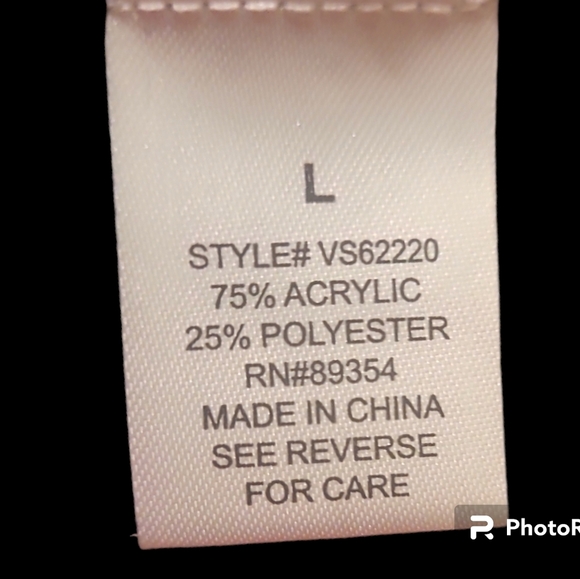 L
STYLE# VS62220
75% ACRYLIC
25% POLYESTER
RN#89354
MADE IN CHINA
SEE REVERSE
FOR CARE
PhotoR